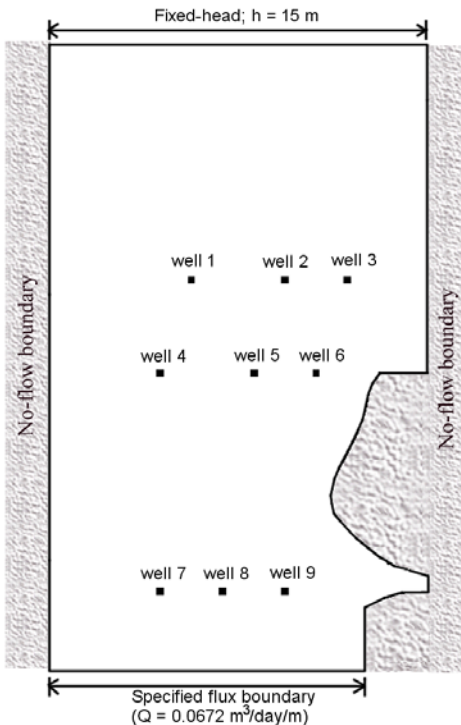 Fixed-head; h = 15 m
well 1 well 2 well 3
No-flow boundary
No-flow boundary
well 4 well 5 well 6
well 7 well 8 well 9
Specified flux boundary
(Q = 0.0672 m³/day/m)